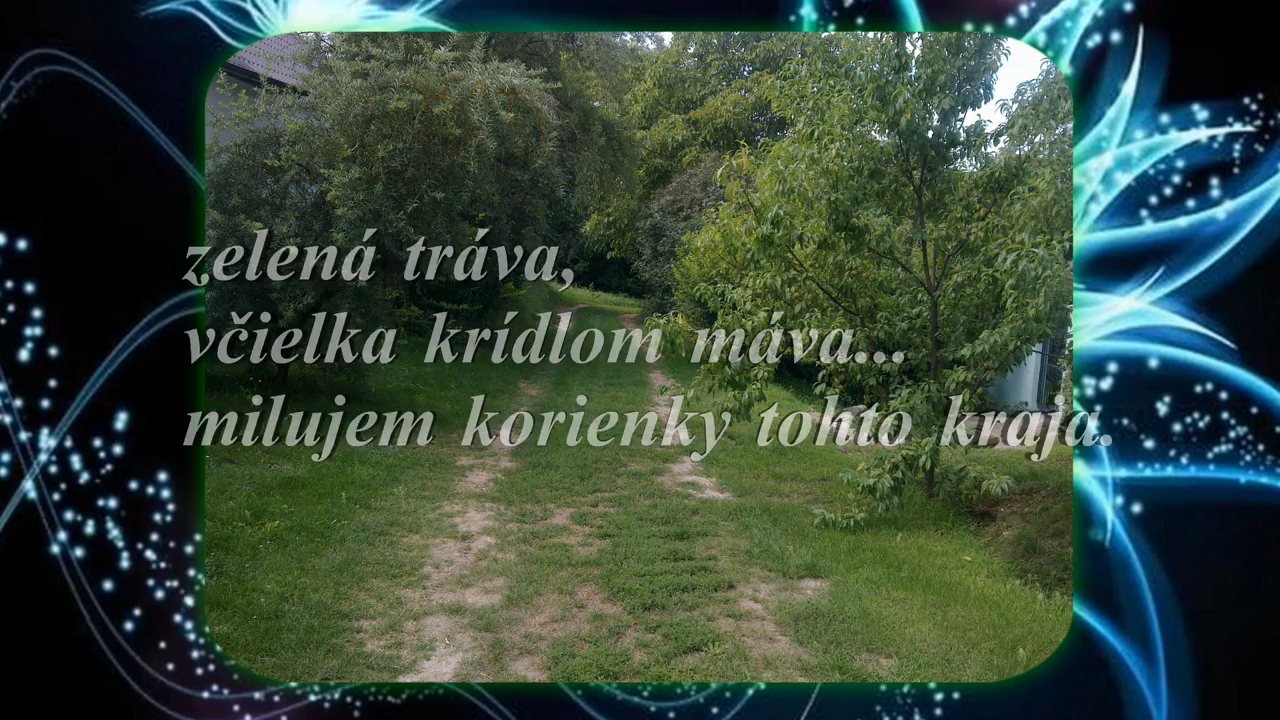 zelená tráva,
včielka krídlom máva...
milujem korienky tohto kraja.